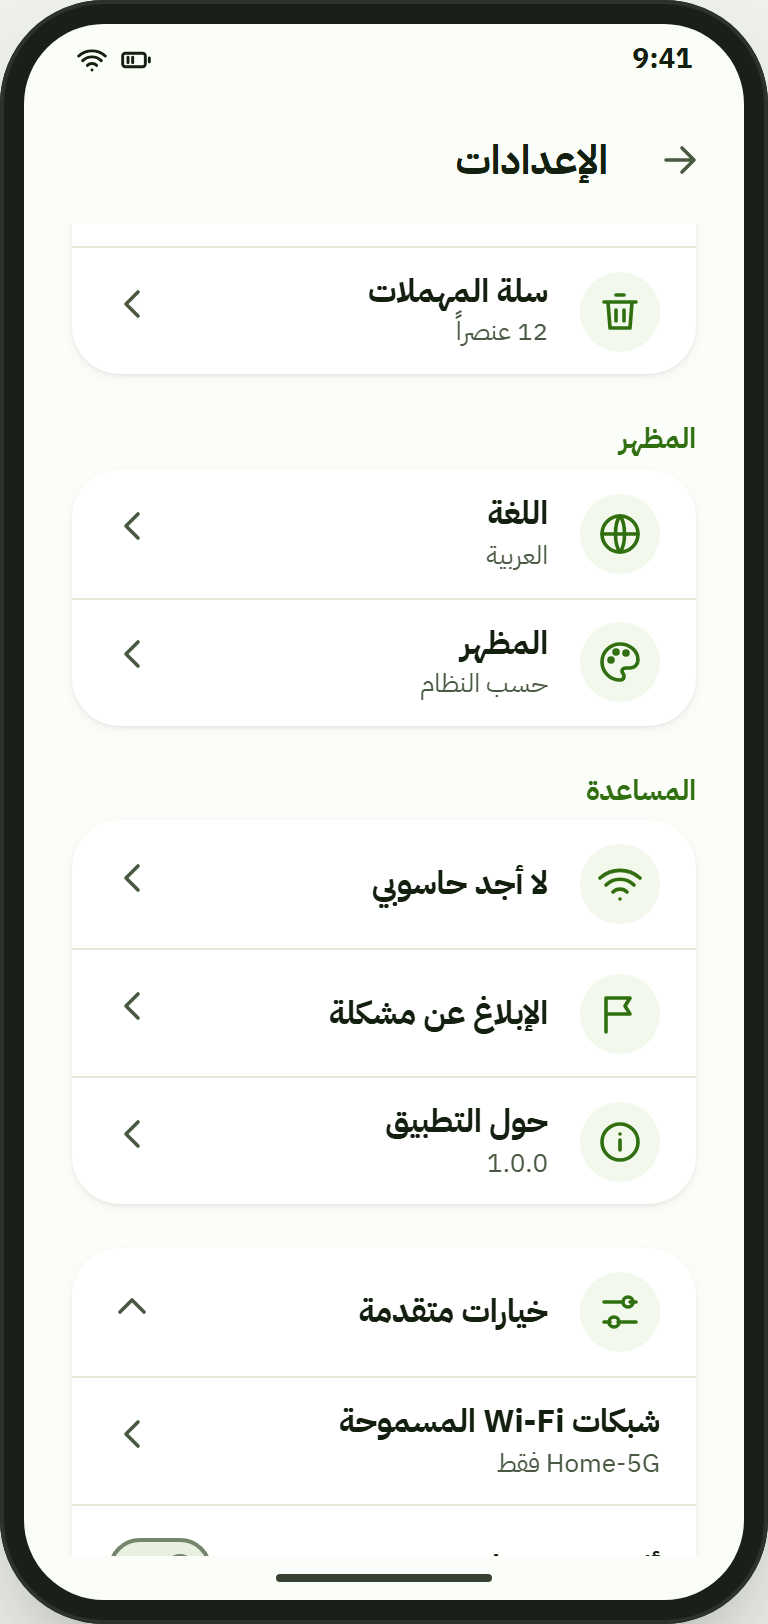 9:41
الإعدادات
سلة المهملات
12 عنصراً
المظهر
اللغة
العربية
المظهر
حسب النظام
المساعدة
لا أجد حاسوبي
الإبلاغ عن مشكلة
حول التطبيق
1.0.0
خيارات متقدمة
شبكات Wi-Fi المسموحة
Home-5G فقط